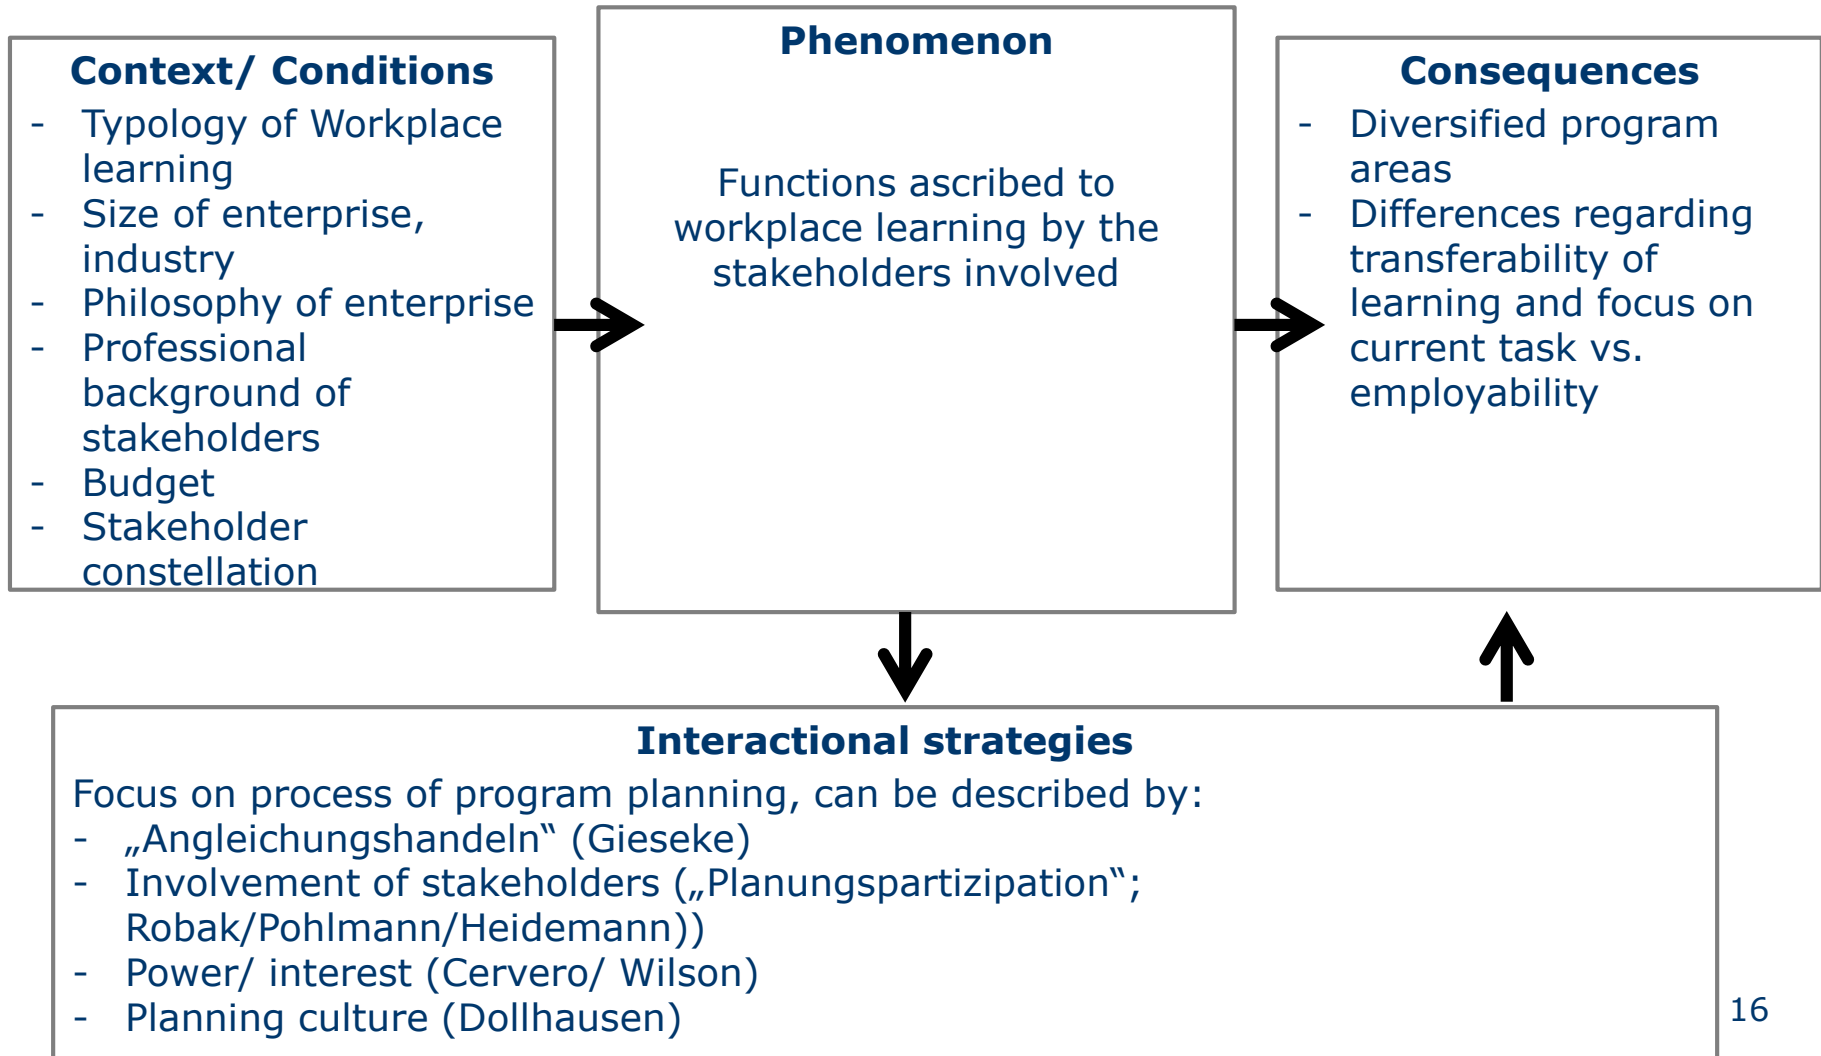 Context/ Conditions
- Typology of Workplace
learning
- Size of enterprise,
industry
- Philosophy of enterprise
- Professional
background of
stakeholders
- Budget
- Stakeholder
constellation
Phenomenon
Functions ascribed to
workplace learning by the
stakeholders involved
Consequences
- Diversified program
areas
- Differences regarding
transferability of
learning and focus on
current task vs.
employability
Interactional strategies
Focus on process of program planning, can be described by:
- „Angleichungshandeln“ (Gieseke)
- Involvement of stakeholders („Planungspartizipation“;
Robak/Pohlmann/Heidemann))
- Power/ interest (Cervero/ Wilson)
- Planning culture (Dollhausen)
16